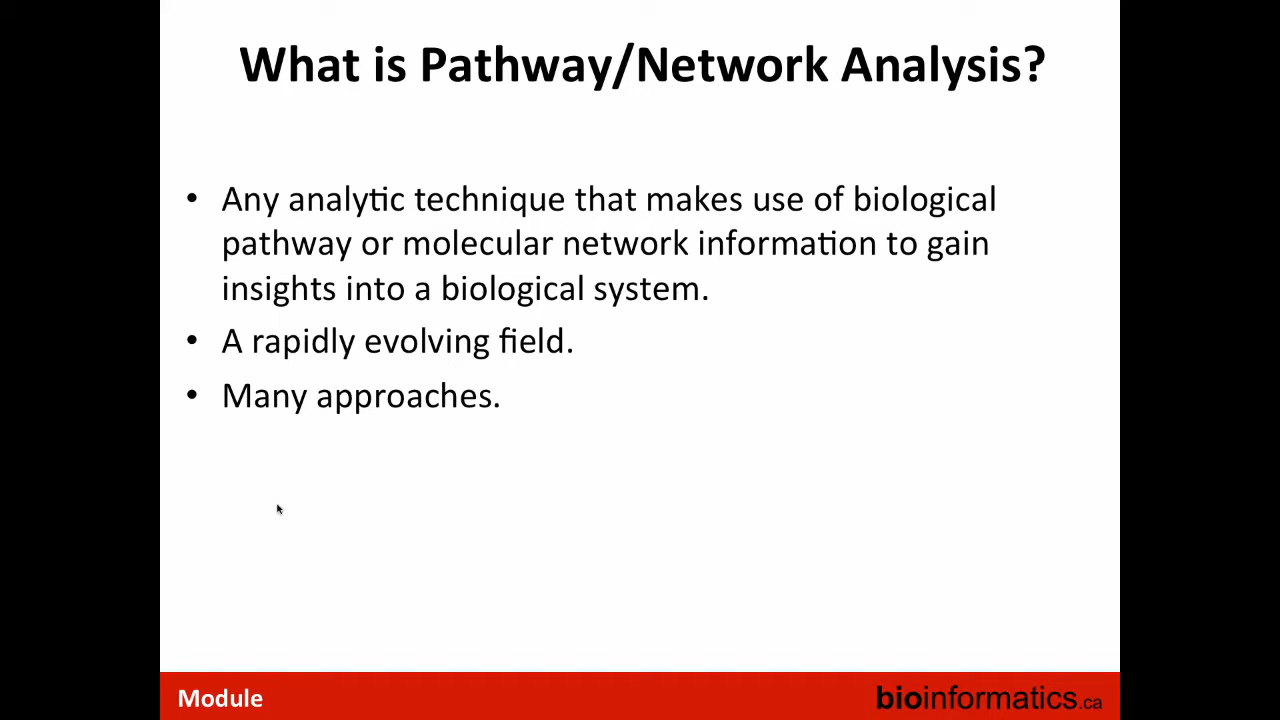 What is Pathway/Network Analysis?
• Any analytic technique that makes use of biological
pathway or molecular network information to gain
insights into a biological system.
• A rapidly evolving field.
• Many approaches.
Module
bioinformatics.ca